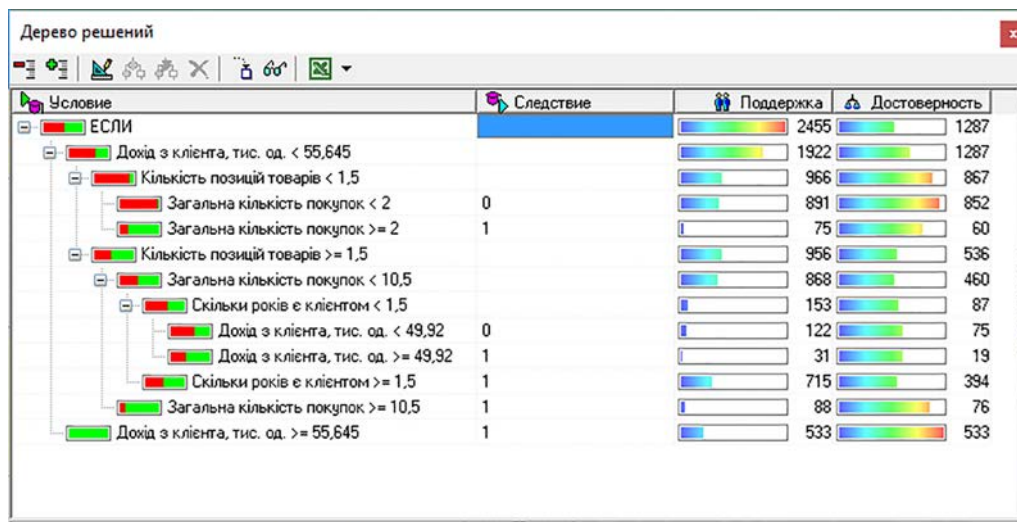 Дерево решений
Условие Следствие Поддержка Достоверность
ЕСЛИ 2455 1287
Дохід з клієнта, тис. од. < 55,645 1922 1287
Кількість позицій товарів < 1,5 966 867
Загальна кількість покупок < 2 0 891 852
Загальна кількість покупок >= 2 1 75 60
Кількість позицій товарів >= 1,5 956 536
Загальна кількість покупок < 10,5 868 460
Скільки років є клієнтом < 1,5 153 87
Дохід з клієнта, тис. од. < 49,92 0 122 75
Дохід з клієнта, тис. од. >= 49,92 1 31 19
Скільки років є клієнтом >= 1,5 1 715 394
Загальна кількість покупок >= 10,5 1 88 76
Дохід з клієнта, тис. од. >= 55,645 1 533 533